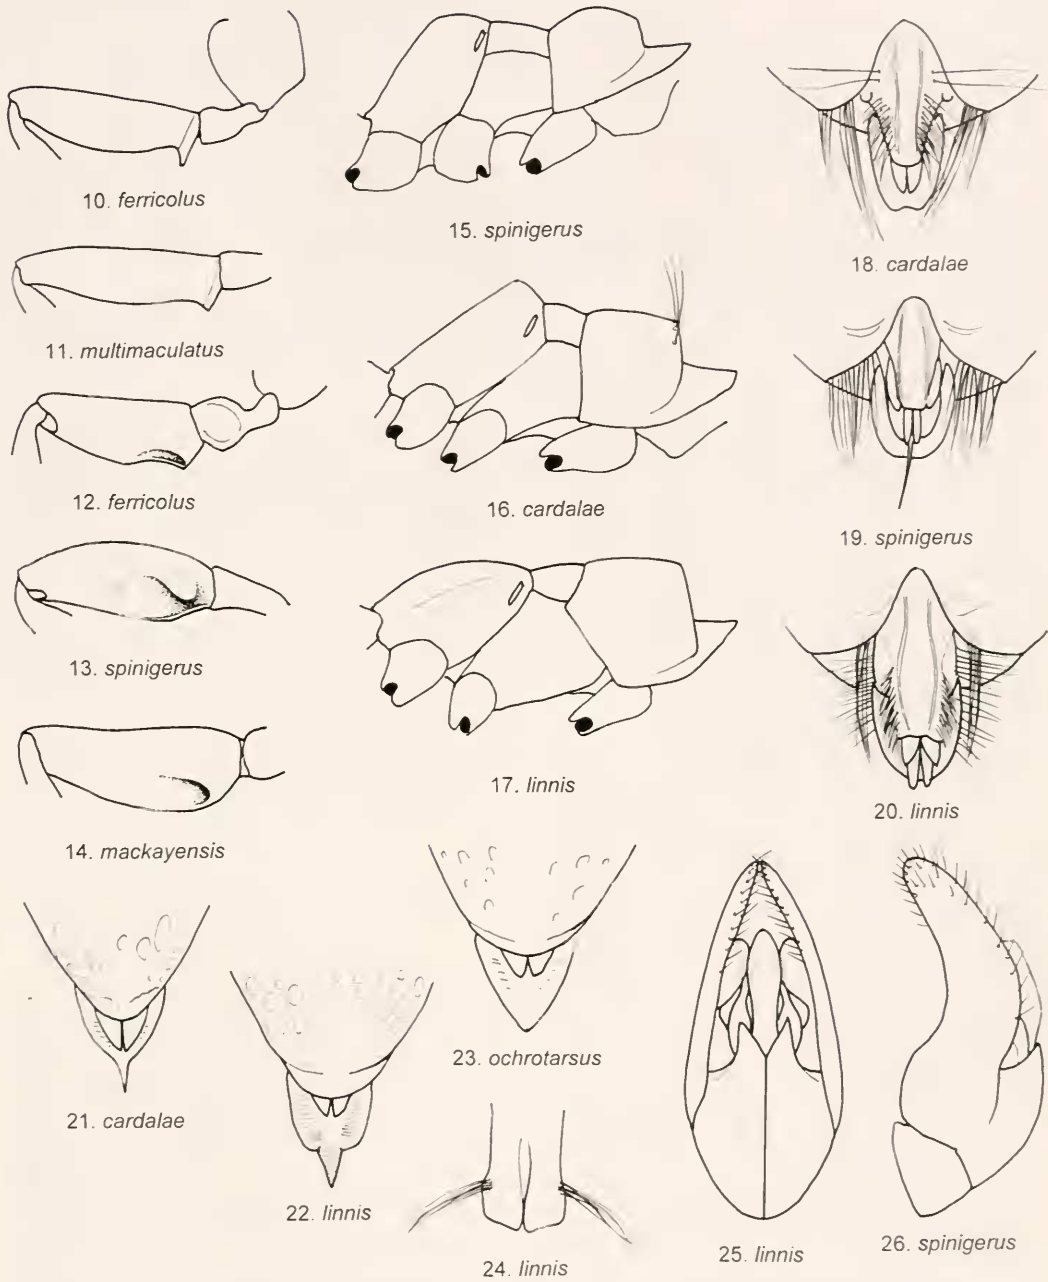 10. ferricolus
11. multimaculatus
12. ferricolus
13. spinigerus
14. mackayensis
15. spinigerus
16. cardalae
17. linnis
18. cardalae
19. spinigerus
20. linnis
21. cardalae
22. linnis
23. ochrotarsus
24. linnis
25. linnis
26. spinigerus